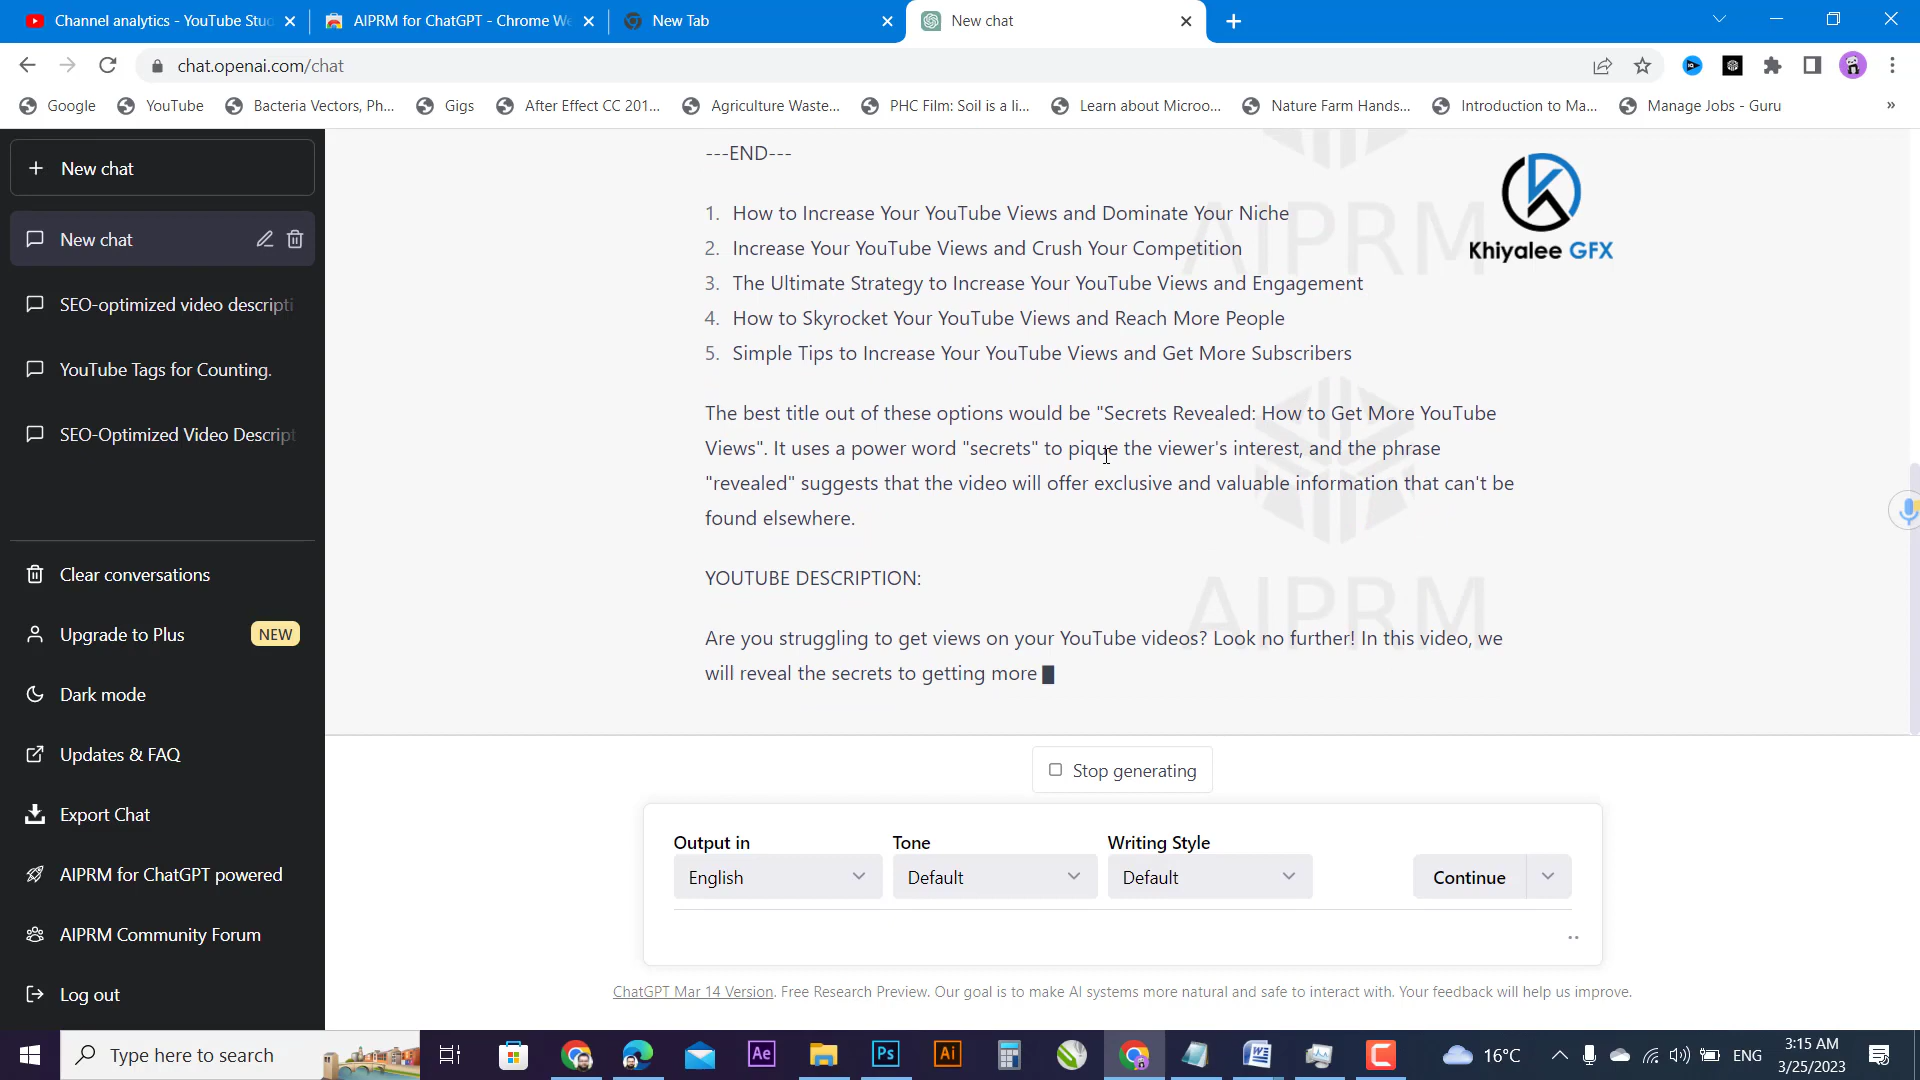 Channel analytics - YouTube Stu
AIPRM for ChatGPT - Chrome We
New Tab
New chat
chat.openai.com/chat
Google
YouTube
Bacteria Vectors, Ph...
Gigs
After Effect CC 201...
Agriculture Waste...
PHC Film: Soil is a li...
Learn about Microo...
Nature Farm Hands...
Introduction to Ma...
Manage Jobs - Guru
»
New chat
New chat
SEO-optimized video descripti
YouTube Tags for Counting.
SEO-Optimized Video Descript
Clear conversations
Upgrade to Plus
NEW
Dark mode
Updates & FAQ
Export Chat
AIPRM for ChatGPT powered
AIPRM Community Forum
Log out
---END---
1. How to Increase Your YouTube Views and Dominate Your Niche
2. Increase Your YouTube Views and Crush Your Competition
3. The Ultimate Strategy to Increase Your YouTube Views and Engagement
4. How to Skyrocket Your YouTube Views and Reach More People
5. Simple Tips to Increase Your YouTube Views and Get More Subscribers
AIPRM
Khiyalee GFX
The best title out of these options would be "Secrets Revealed: How to Get More YouTube
Views". It uses a power word "secrets" to pique the viewer's interest, and the phrase
"revealed" suggests that the video will offer exclusive and valuable information that can't be
found elsewhere.
YOUTUBE DESCRIPTION:
AIPRM
Are you struggling to get views on your YouTube videos? Look no further! In this video, we
will reveal the secrets to getting more
Stop generating
Output in
Tone
Writing Style
English
Default
Default
Continue
ChatGPT Mar 14 Version. Free Research Preview. Our goal is to make AI systems more natural and safe to interact with. Your feedback will help us improve.
Type here to search
Ae
Ps
Ai
16°C
ENG
3:15 AM
3/25/2023